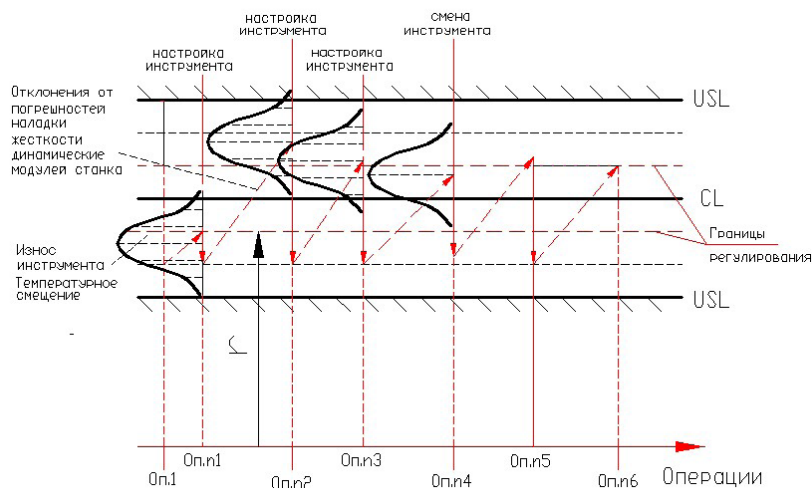 смена
инструмента
настройка
инструмента
настройка
инструмента
настройка
инструмента
Отклонения от
погрешностей
наладки
жесткости
динамические
модулей станка
USL
CL
Границы
регулирования
Износ
инструмента
Температурное
смещение
USL
r
Оп.1
Оп.n1
Оп.n2
Оп.n3
Оп.n4
Оп.n5
Оп.n6
Операции